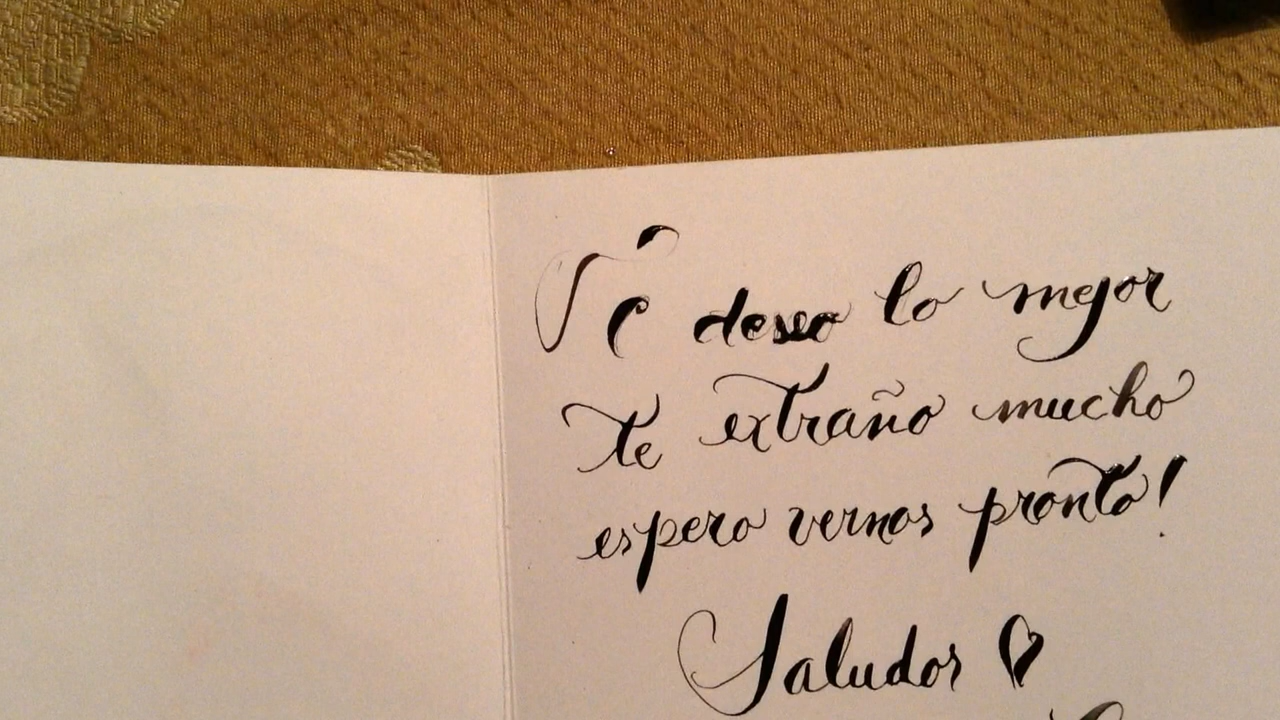 Te deseo lo mejor
te extraño mucho
espero vernos pronto!
Saludos ♡